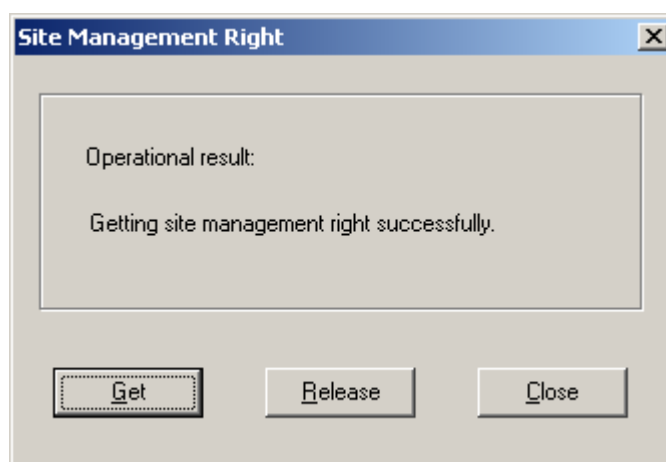 Site Management Right
Operational result:
Getting site management right successfully.
Get Release Close